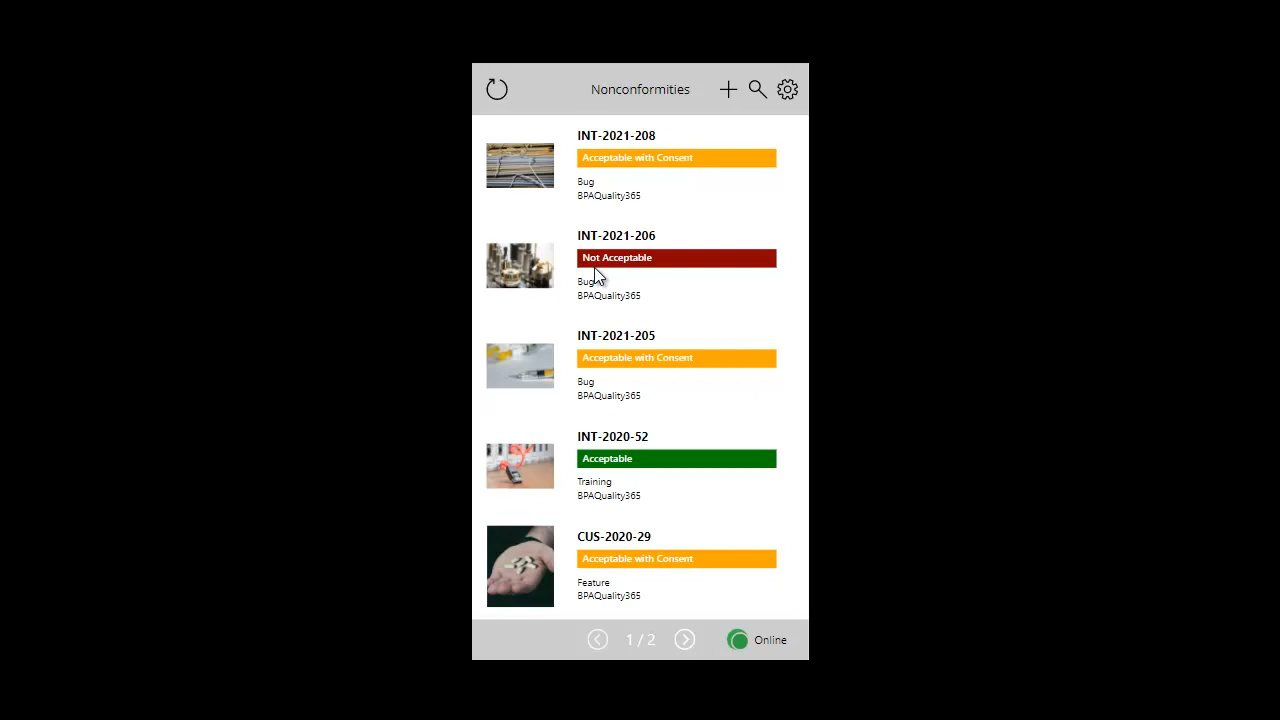 Nonconformities
INT-2021-208
Acceptable with Consent
Bug
BPAQuality365
INT-2021-206
Not Acceptable
Bug
BPAQuality365
INT-2021-205
Acceptable with Consent
Bug
BPAQuality365
INT-2020-52
Acceptable
Training
BPAQuality365
CUS-2020-29
Acceptable with Consent
Feature
BPAQuality365
1 / 2
Online